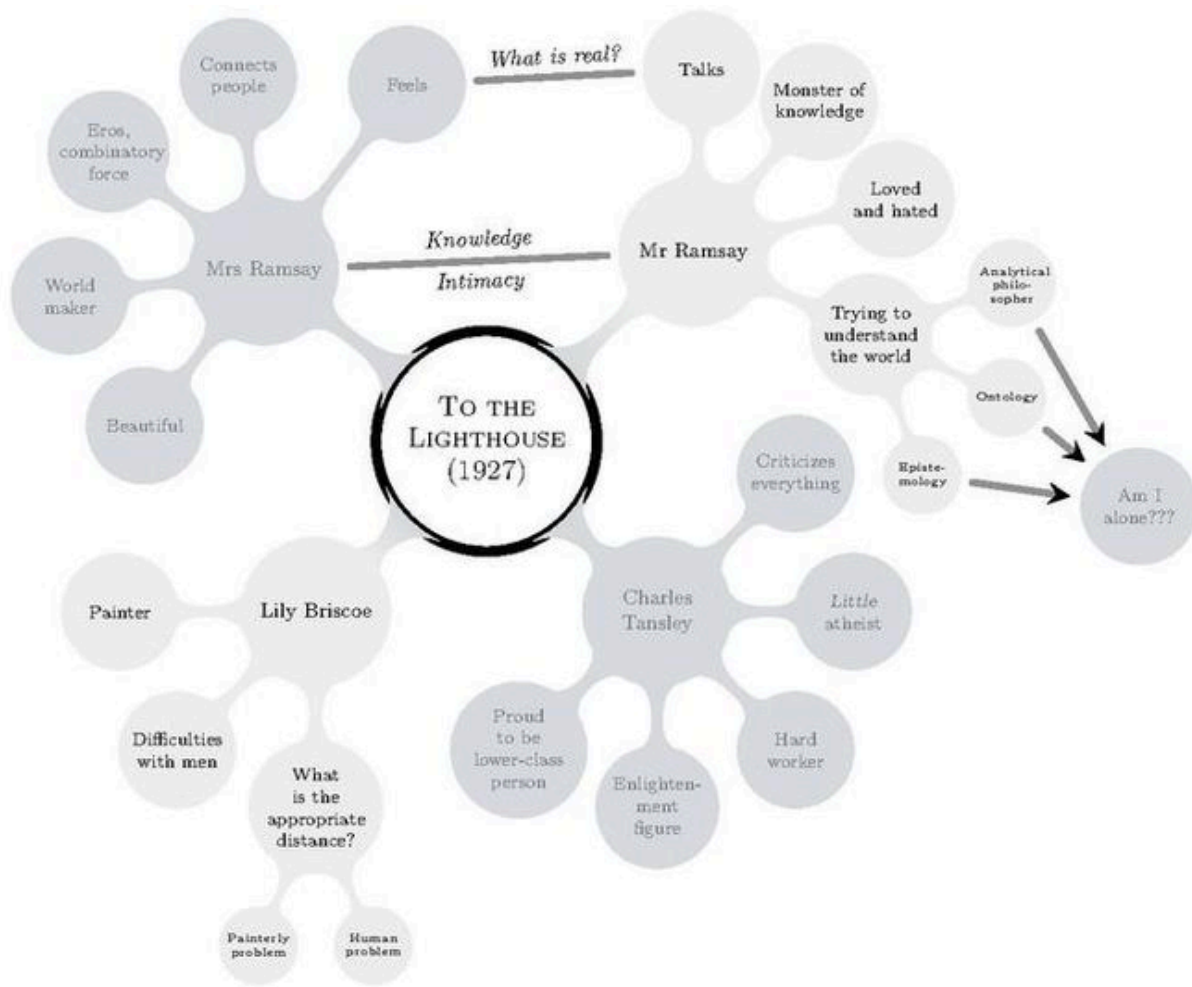 Connects
people
Feels
What is real?
Talks
Monster of
knowledge
Eros,
combinatory
force
Loved
and hated
Mrs Ramsay
Knowledge
Intimacy
Mr Ramsay
World
maker
Analytical
philo-
sopher
Trying to
understand
the world
Beautiful
TO THE
LIGHTHOUSE
(1927)
Ontology
Criticizes
everything
Episte-
mology
Am I
alone???
Painter
Lily Briscoe
Charles
Tansley
Little
atheist
Difficulties
with men
What
is the
appropriate
distance?
Proud
to be
lower-class
person
Enlighten-
ment
figure
Hard
worker
Painterly
problem
Human
problem